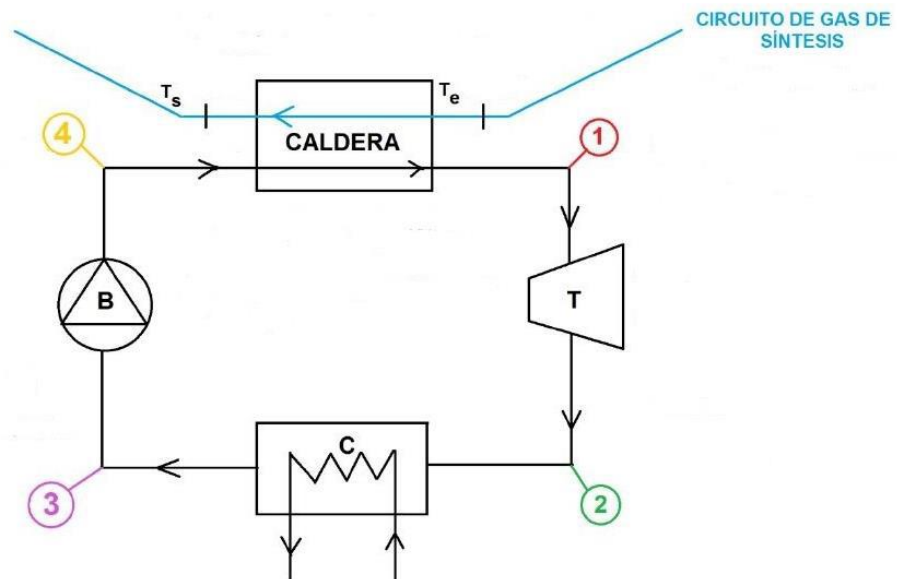 CIRCUITO DE GAS DE
SÍNTESIS
Ts
Te
4
CALDERA
1
B
T
C
3
2